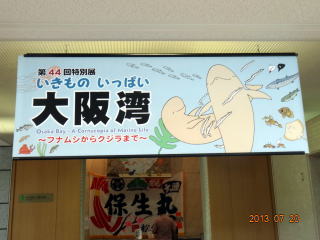 第44回特別展
いきもの いっぱい
大阪湾
Osaka Bay - A Cornucopia of Marine Life
～フナムシからクジラまで～
保生丸
2013 07 23